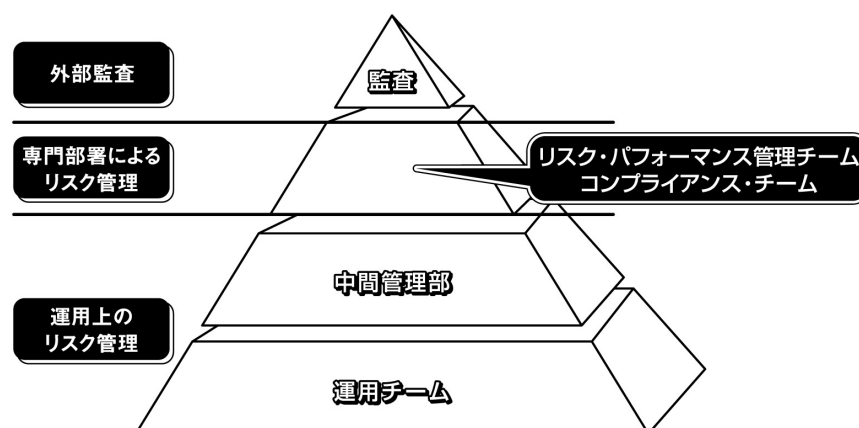 外部監査
監査
専門部署による
リスク管理
リスク・パフォーマンス管理チーム
コンプライアンス・チーム
中間管理部
運用上の
リスク管理
運用チーム